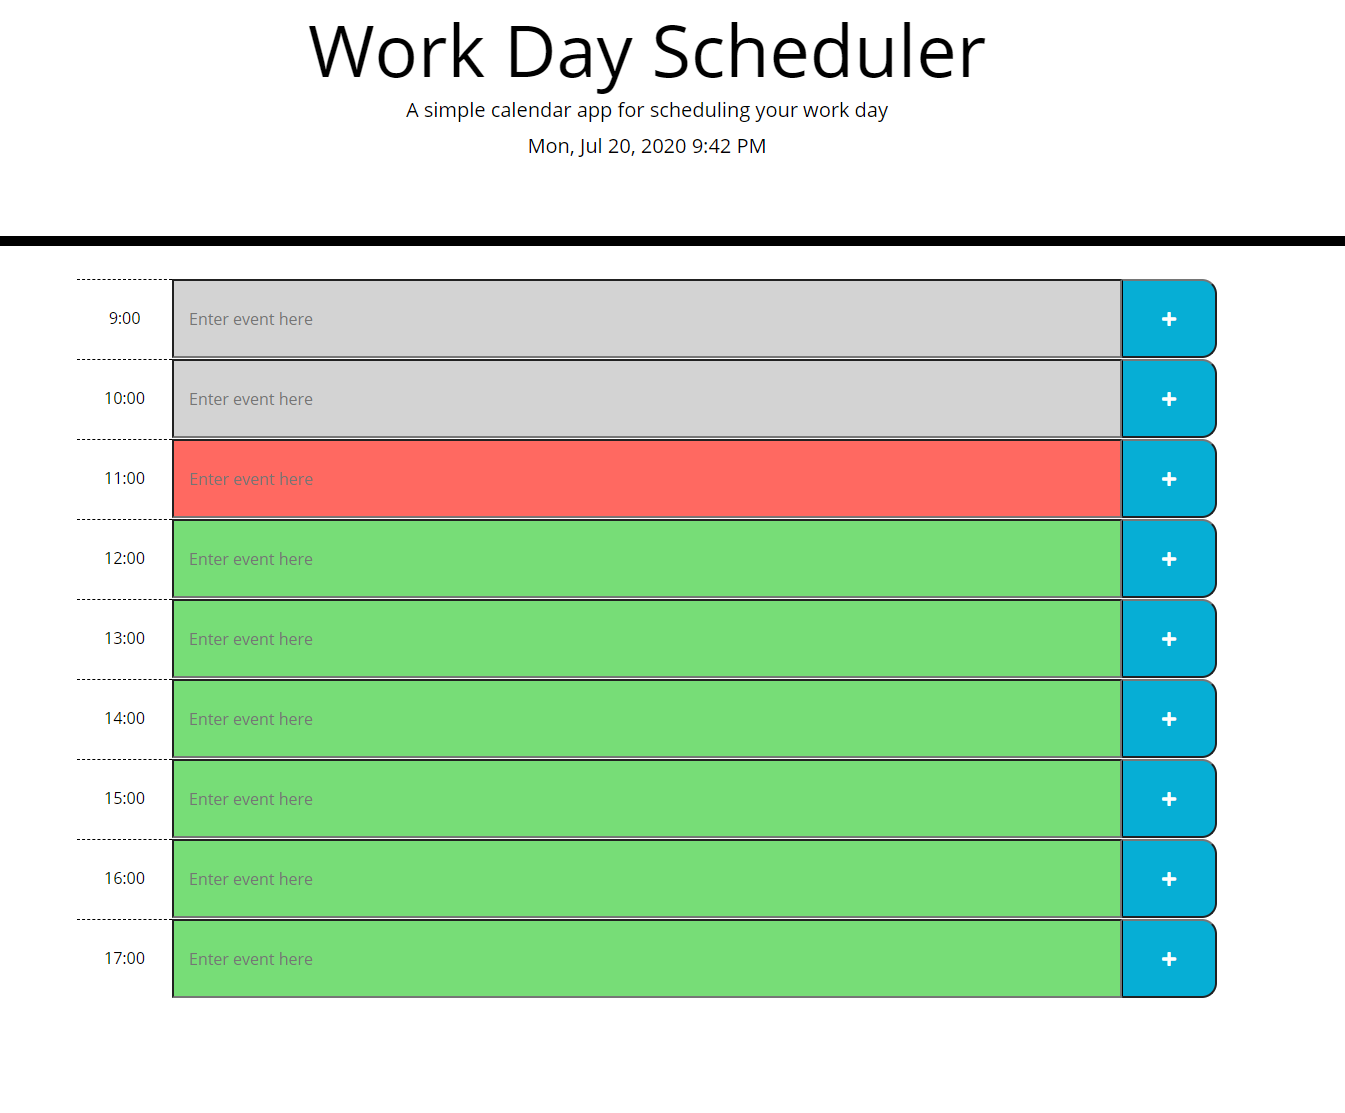 Work Day Scheduler
A simple calendar app for scheduling your work day
Mon, Jul 20, 2020 9:42 PM
9:00 Enter event here +
10:00 Enter event here +
11:00 Enter event here +
12:00 Enter event here +
13:00 Enter event here +
14:00 Enter event here +
15:00 Enter event here +
16:00 Enter event here +
17:00 Enter event here +